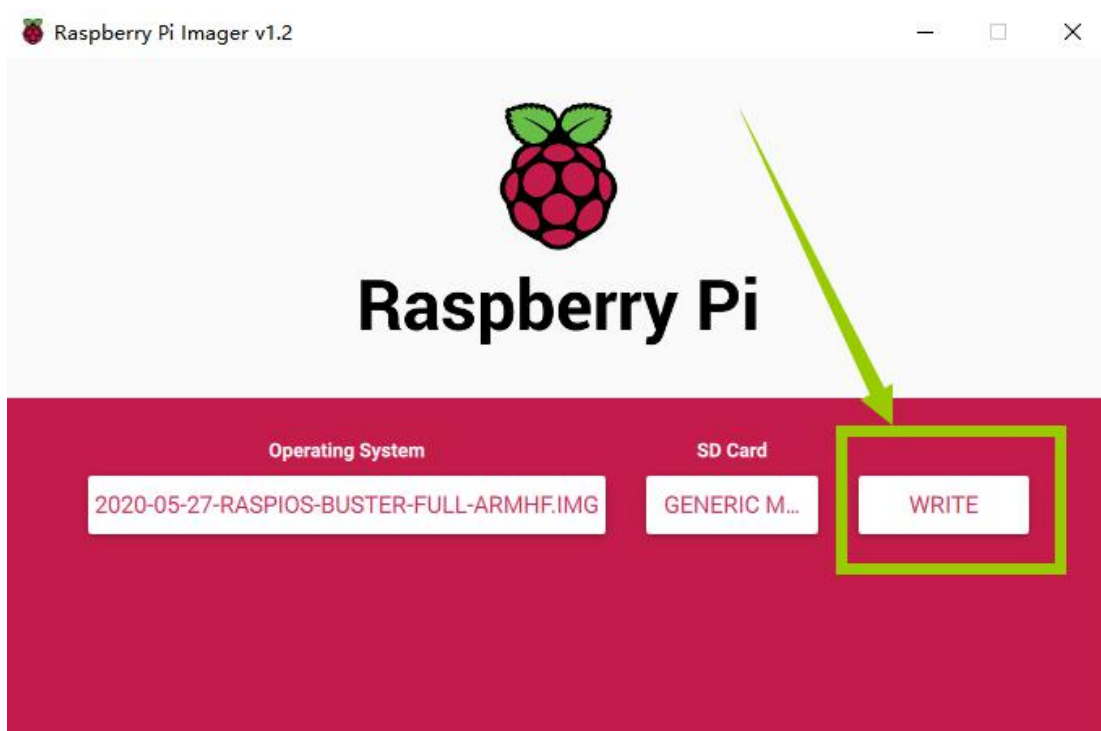 Raspberry Pi Imager v1.2
Raspberry Pi
Operating System
SD Card
2020-05-27-RASPIOS-BUSTER-FULL-ARMHF.IMG
GENERIC M...
WRITE